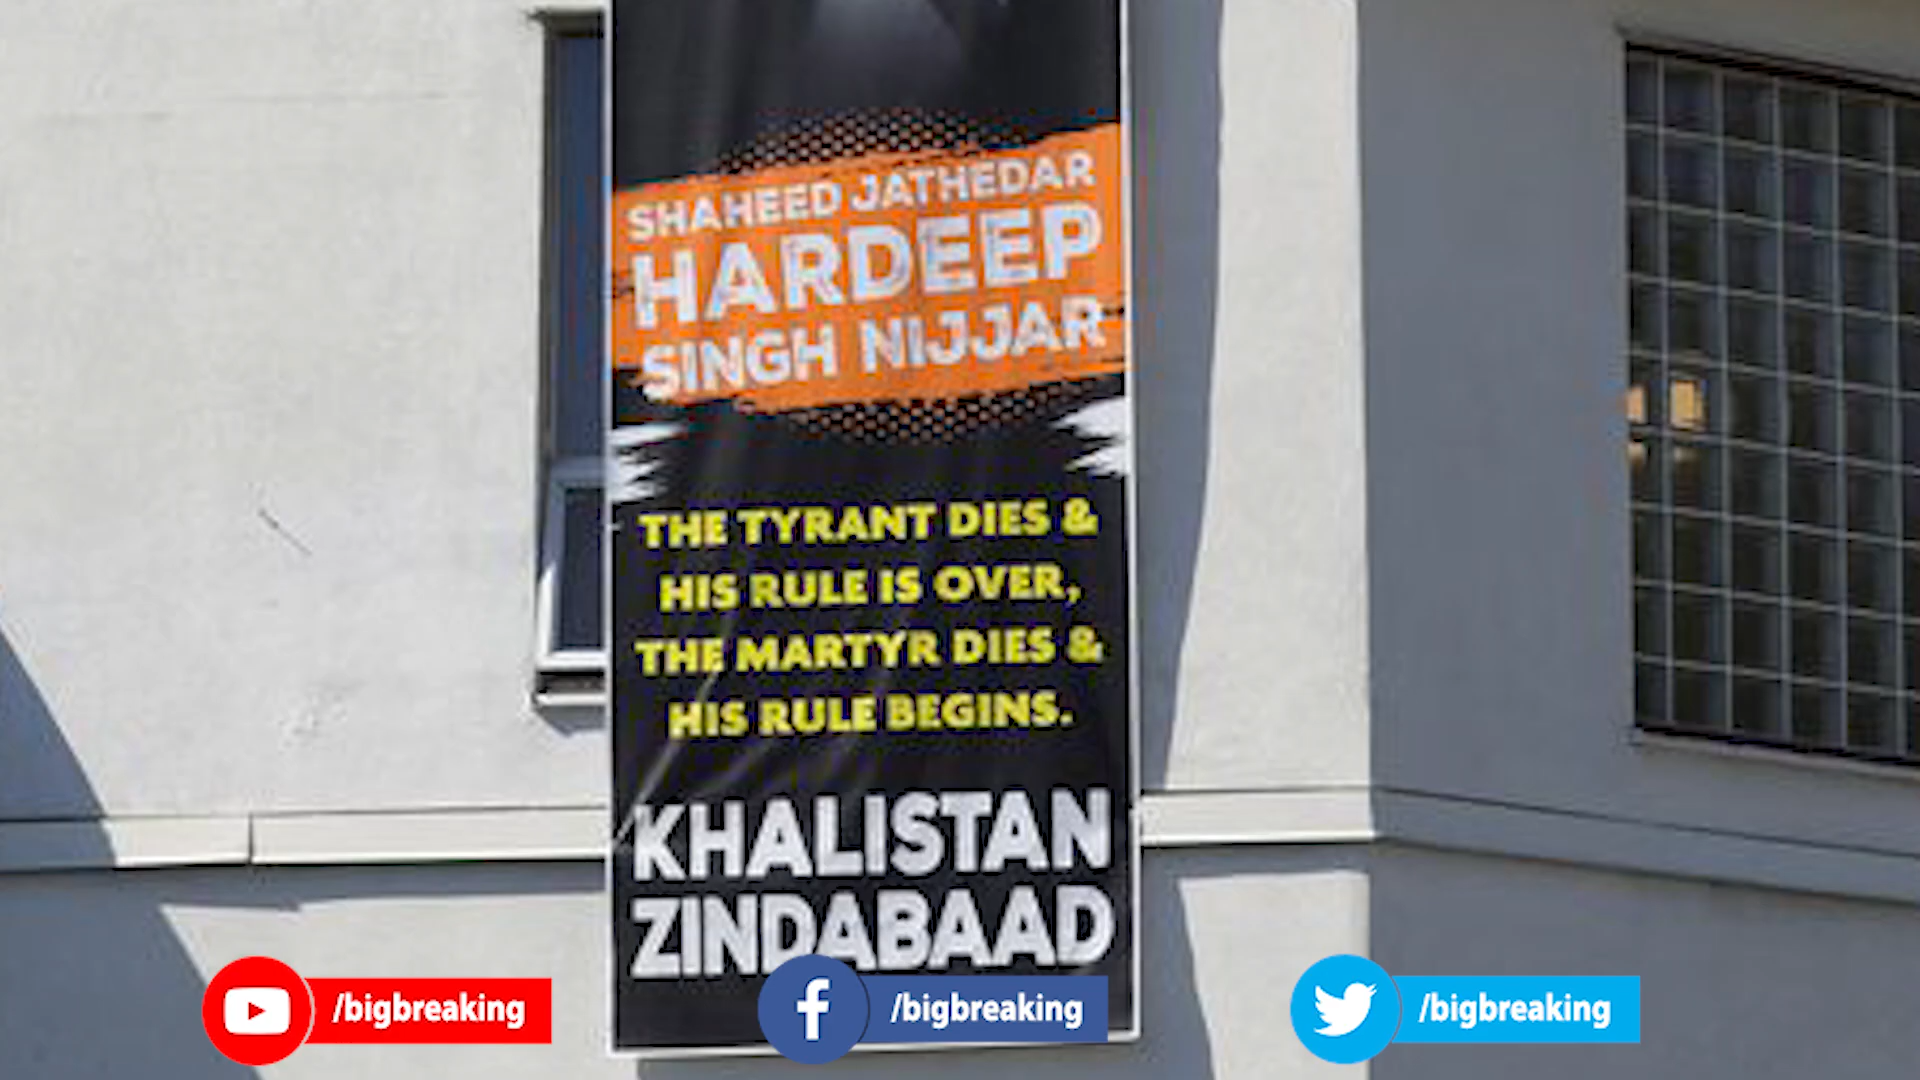 SHAHEED JATHEDAR
HARDEEP
SINGH NIJJAR
THE TYRANT DIES &
HIS RULE IS OVER,
THE MARTYR DIES &
HIS RULE BEGINS.
KHALISTAN
ZINDABAAD
/bigbreaking
/bigbreaking
/bigbreaking